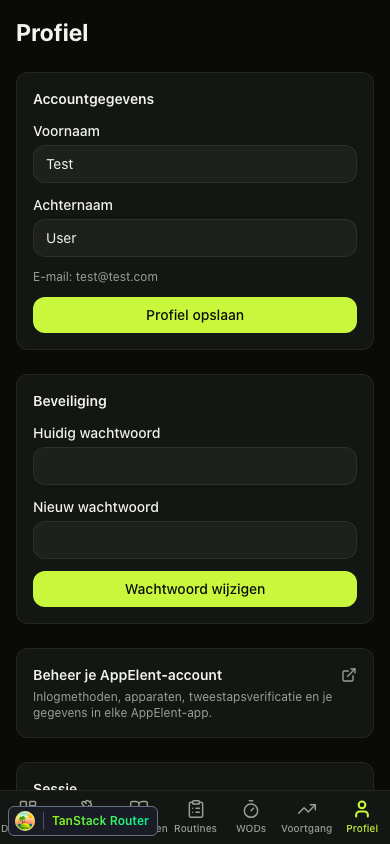 Profiel
Accountgegevens
Voornaam
Test
Achternaam
User
E-mail: test@test.com
Profiel opslaan
Beveiliging
Huidig wachtwoord
Nieuw wachtwoord
Wachtwoord wijzigen
Beheer je AppElent-account
Inlogmethoden, apparaten, tweestapsverificatie en je
gegevens in elke AppElent-app.
Sessie
TanStack Router
Routines
WODs
Voortgang
Profiel